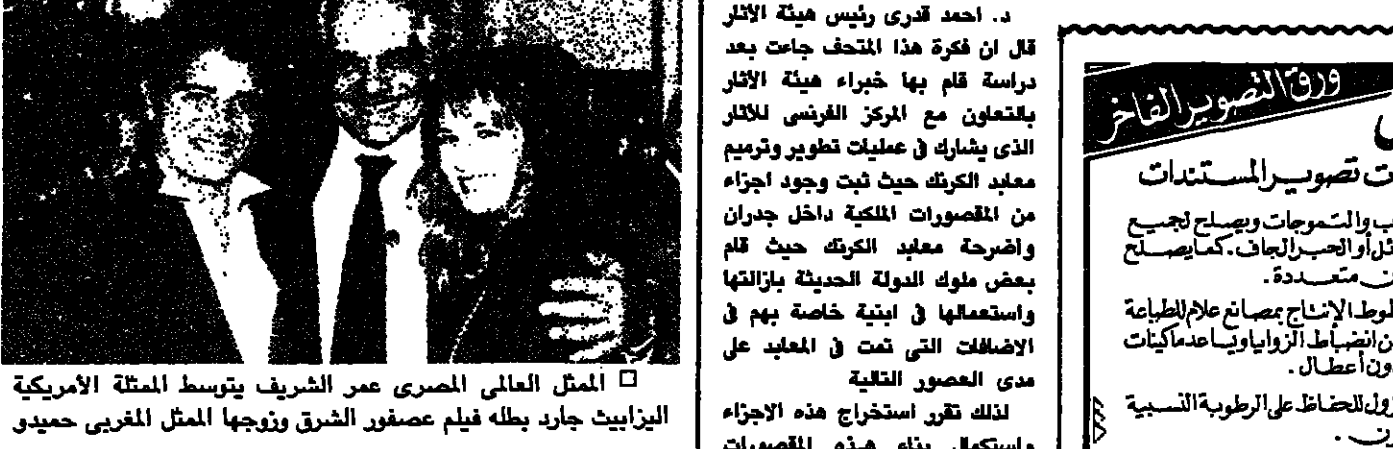 د. احمد قدرى رئيس هيئة الآثار
قال ان فكرة هذا المتحف جاءت بعد
دراسة قام بها خبراء هيئة الآثار
بالتعاون مع المركز الفرنسى للآثار
الذى يشارك فى عمليات تطوير وترميم
معابد الكرنك حيث ثبت وجود اجزاء
من المقصورات الملكية داخل جدران
واضرحة معابد الكرنك حيث قام
بعض ملوك الدولة الحديثة بازالتها
واستعمالها فى ابنية خاصة بهم فى
الاضافات التى تمت فى المعابد على
مدى العصور التالية
لذلك تقرر استخراج هذه الاجزاء
واستكمال بناء هذه المقصورات
□ الممثل العالمى المصرى عمر الشريف يتوسط الممثلة الأمريكية
اليزابيث جارد بطله فيلم عصفور الشرق وزوجها الممثل المغربى حميدو
ورق التصوير الفاخر
تصوير المستندات
والتموجات ويصلح لجميع
أو الحبر الجاف. كما يصلح
متعددة.
الإنتاج بمصانع علام للطباعة
انضباط الزوايا ويساعد ماكينات
أعطال.
للحفاظ على الرطوبة النسبية